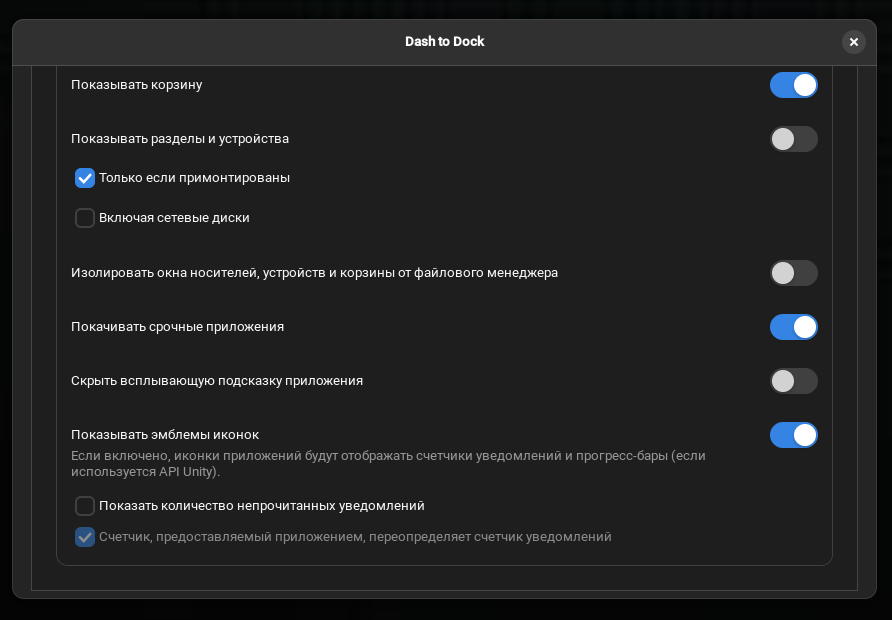 Dash to Dock
Показывать корзину
Показывать разделы и устройства
Только если примонтированы
Включая сетевые диски
Изолировать окна носителей, устройств и корзины от файлового менеджера
Покачивать срочные приложения
Скрыть всплывающую подсказку приложения
Показывать эмблемы иконок
Если включено, иконки приложений будут отображать счетчики уведомлений и прогресс-бары (если
используется API Unity).
Показать количество непрочитанных уведомлений
Счетчик, предоставляемый приложением, переопределяет счетчик уведомлений